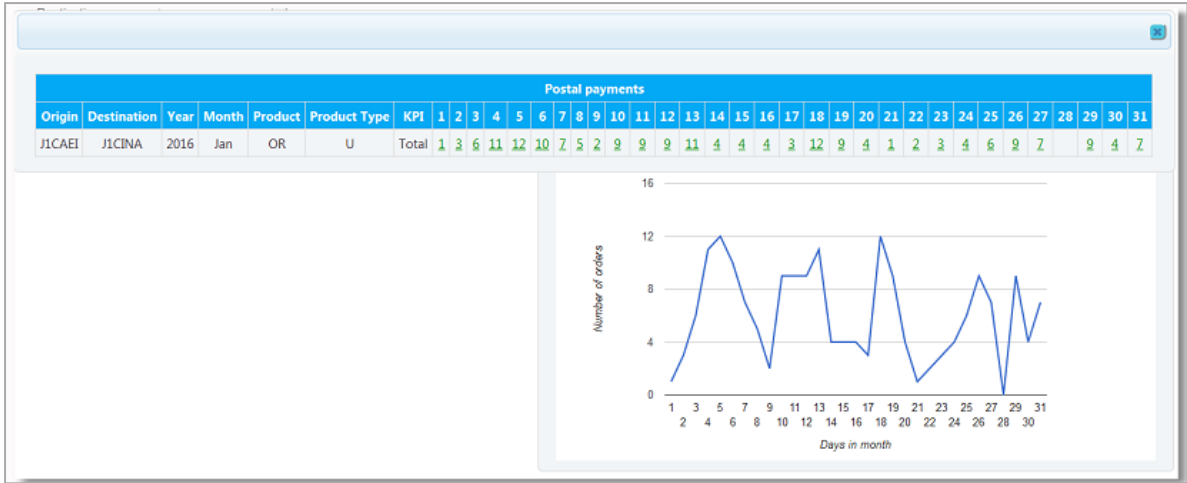 Postal payments
Origin Destination Year Month Product Product Type KPI 1 2 3 4 5 6 7 8 9 10 11 12 13 14 15 16 17 18 19 20 21 22 23 24 25 26 27 28 29 30 31
J1CAEI J1CINA 2016 Jan OR U Total 1 3 6 11 12 10 7 5 2 9 9 9 11 4 4 4 3 12 9 4 1 2 3 4 6 9 7 9 4 7
16
12
8
4
0
Number of orders
1 3 5 7 9 11 13 15 17 19 21 23 25 27 29 31
2 4 6 8 10 12 14 16 18 20 22 24 26 28 30
Days in month